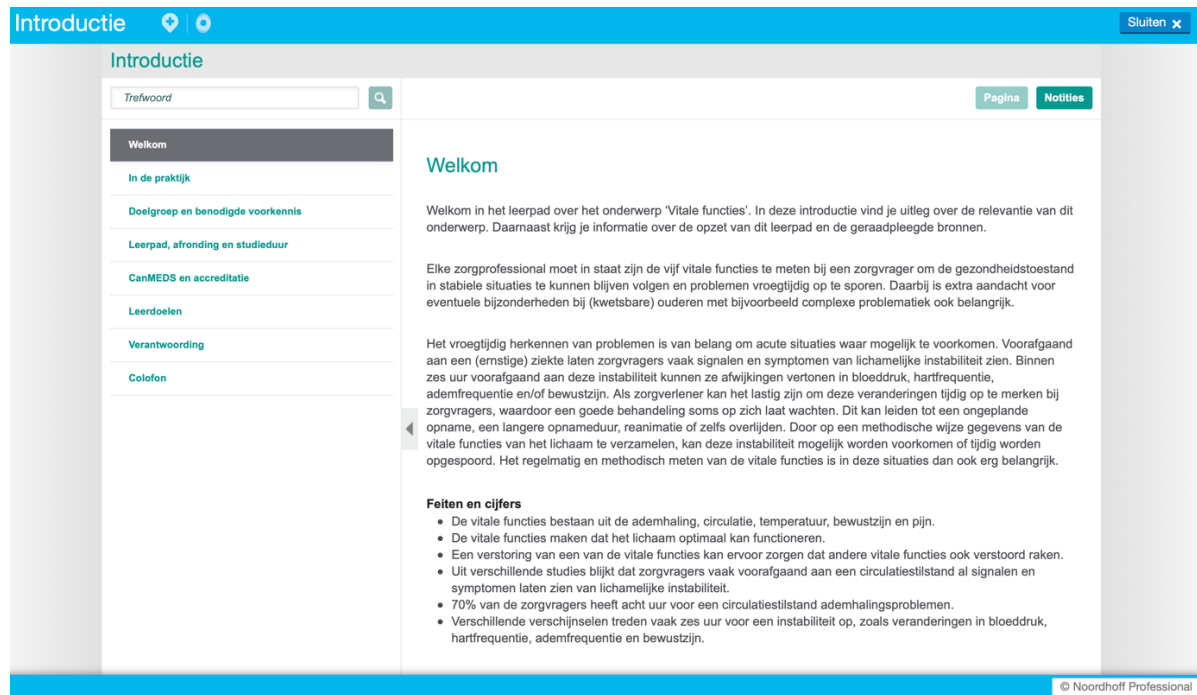 Introductie
Sluiten x
Introductie
Trefwoord
Pagina
Notities
Welkom
In de praktijk
Doelgroep en benodigde voorkennis
Leerpad, afronding en studieduur
CanMEDS en accreditatie
Leerdoelen
Verantwoording
Colofon
Welkom
Welkom in het leerpad over het onderwerp ‘Vitale functies’. In deze introductie vind je uitleg over de relevantie van dit
onderwerp. Daarnaast krijg je informatie over de opzet van dit leerpad en de geraadpleegde bronnen.
Elke zorgprofessional moet in staat zijn de vijf vitale functies te meten bij een zorgvrager om de gezondheidstoestand
in stabiele situaties te kunnen blijven volgen en problemen vroegtijdig op te sporen. Daarbij is extra aandacht voor
eventuele bijzonderheden bij (kwetsbare) ouderen met bijvoorbeeld complexe problematiek ook belangrijk.
Het vroegtijdig herkennen van problemen is van belang om acute situaties waar mogelijk te voorkomen. Voorafgaand
aan een (ernstige) ziekte laten zorgvragers vaak signalen en symptomen van lichamelijke instabiliteit zien. Binnen
zes uur voorafgaand aan deze instabiliteit kunnen ze afwijkingen vertonen in bloeddruk, hartfrequentie,
ademfrequentie en/of bewustzijn. Als zorgverlener kan het lastig zijn om deze veranderingen tijdig op te merken bij
zorgvragers, waardoor een goede behandeling soms op zich laat wachten. Dit kan leiden tot een ongeplande
opname, een langere opnameduur, reanimatie of zelfs overlijden. Door op een methodische wijze gegevens van de
vitale functies van het lichaam te verzamelen, kan deze instabiliteit mogelijk worden voorkomen of tijdig worden
opgespoord. Het regelmatig en methodisch meten van de vitale functies is in deze situaties dan ook erg belangrijk.
Feiten en cijfers
• De vitale functies bestaan uit de ademhaling, circulatie, temperatuur, bewustzijn en pijn.
• De vitale functies maken dat het lichaam optimaal kan functioneren.
• Een verstoring van een van de vitale functies kan ervoor zorgen dat andere vitale functies ook verstoord raken.
• Uit verschillende studies blijkt dat zorgvragers vaak voorafgaand aan een circulatiestilstand al signalen en
symptomen laten zien van lichamelijke instabiliteit.
• 70% van de zorgvragers heeft acht uur voor een circulatiestilstand ademhalingsproblemen.
• Verschillende verschijnselen treden vaak zes uur voor een instabiliteit op, zoals veranderingen in bloeddruk,
hartfrequentie, ademfrequentie en bewustzijn.
© Noordhoff Professional